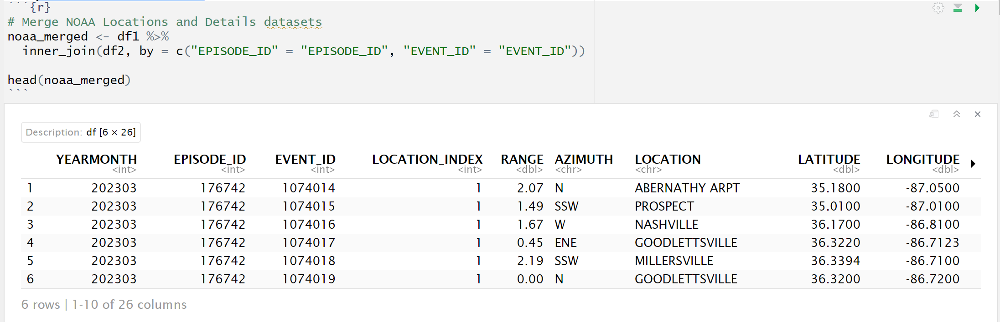 ```{r}
# Merge NOAA Locations and Details datasets
noaa_merged <- df1 %>%
  inner_join(df2, by = c("EPISODE_ID" = "EPISODE_ID", "EVENT_ID" = "EVENT_ID"))
head(noaa_merged)
```
Description: df [6 × 26]
YEARMONTH EPISODE_ID EVENT_ID LOCATION_INDEX RANGE AZIMUTH LOCATION LATITUDE LONGITUDE
<int> <int> <int> <int> <dbl> <chr> <chr> <dbl> <dbl>
1 202303 176742 1074014 1 2.07 N ABERNATHY ARPT 35.1800 -87.0500
2 202303 176742 1074015 1 1.49 SSW PROSPECT 35.0100 -87.0100
3 202303 176742 1074016 1 1.67 W NASHVILLE 36.1700 -86.8100
4 202303 176742 1074017 1 0.45 ENE GOODLETTSVILLE 36.3220 -86.7123
5 202303 176742 1074018 1 2.19 SSW MILLERSVILLE 36.3394 -86.7100
6 202303 176742 1074019 1 0.00 N GOODLETTSVILLE 36.3200 -86.7200
6 rows | 1-10 of 26 columns